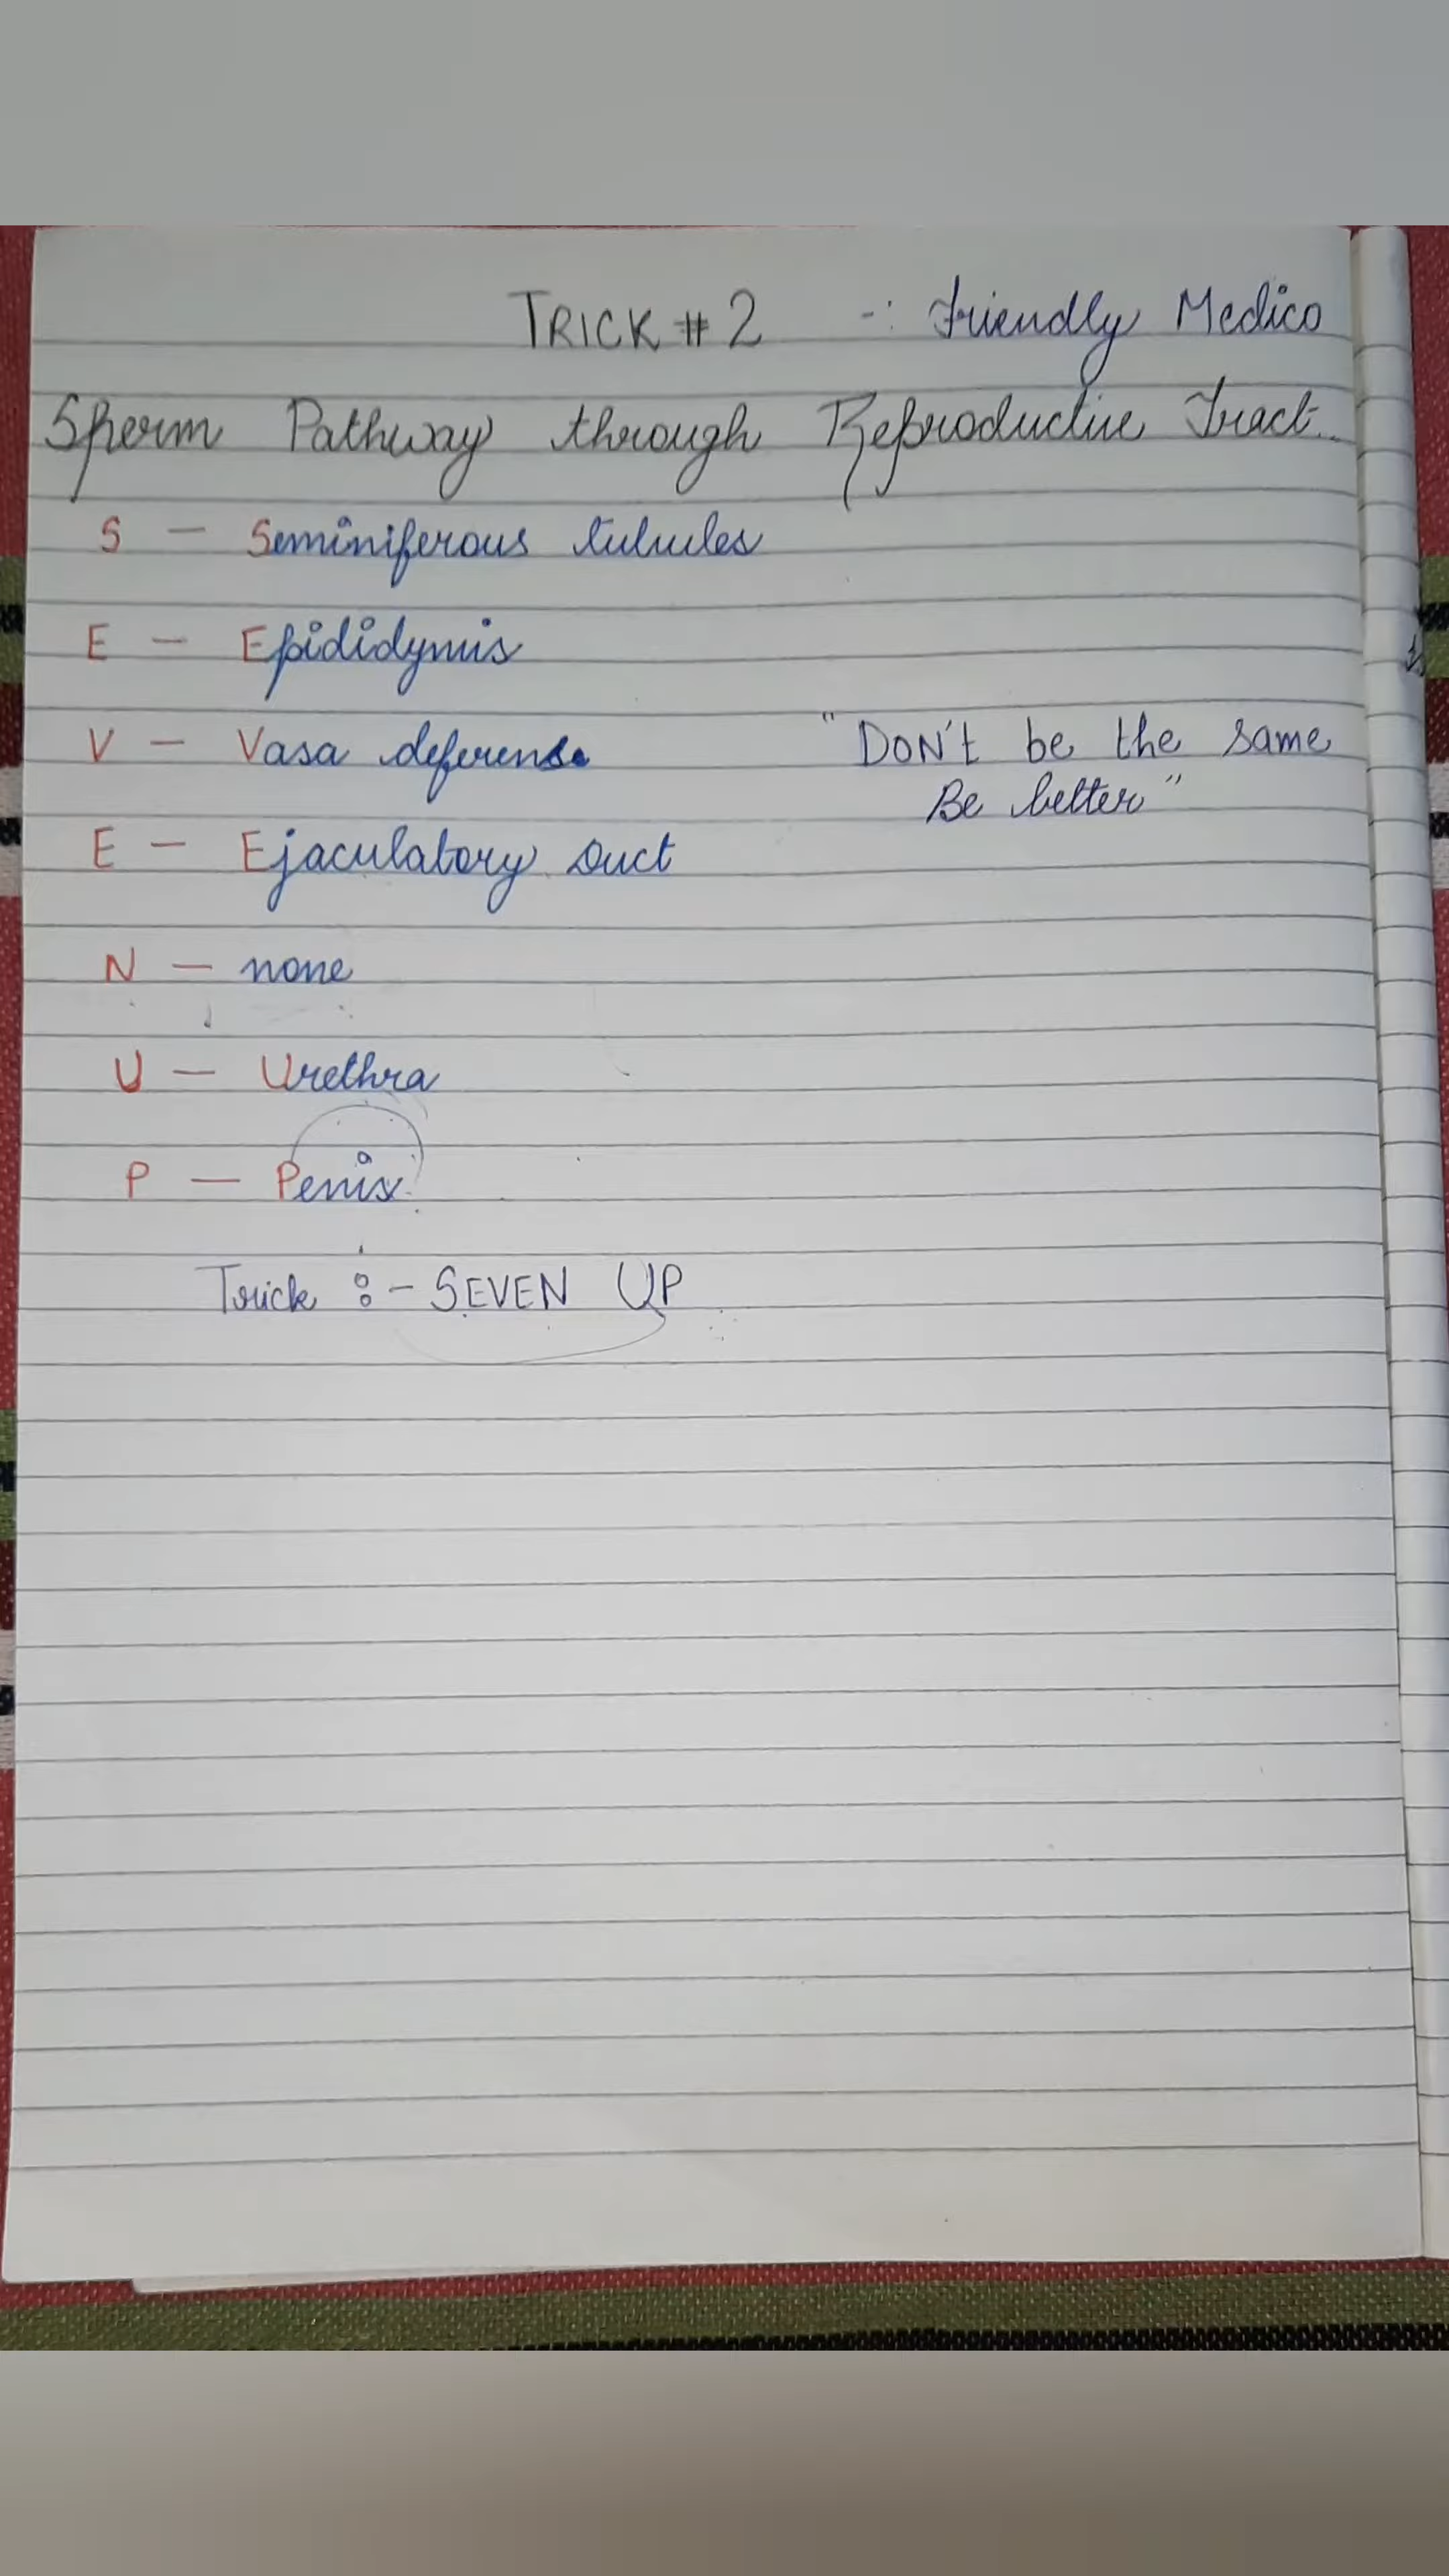 TRICK # 2 -: Friendly Medico
Sperm Pathway through Reproductive Tract.
S — Seminiferous tubules
E — Epididymis
V — Vasa deferens
"DON't be the same
Be better"
E — Ejaculatory Duct
N — none
U — Urethra
P — Penis.
Trick :- SEVEN UP